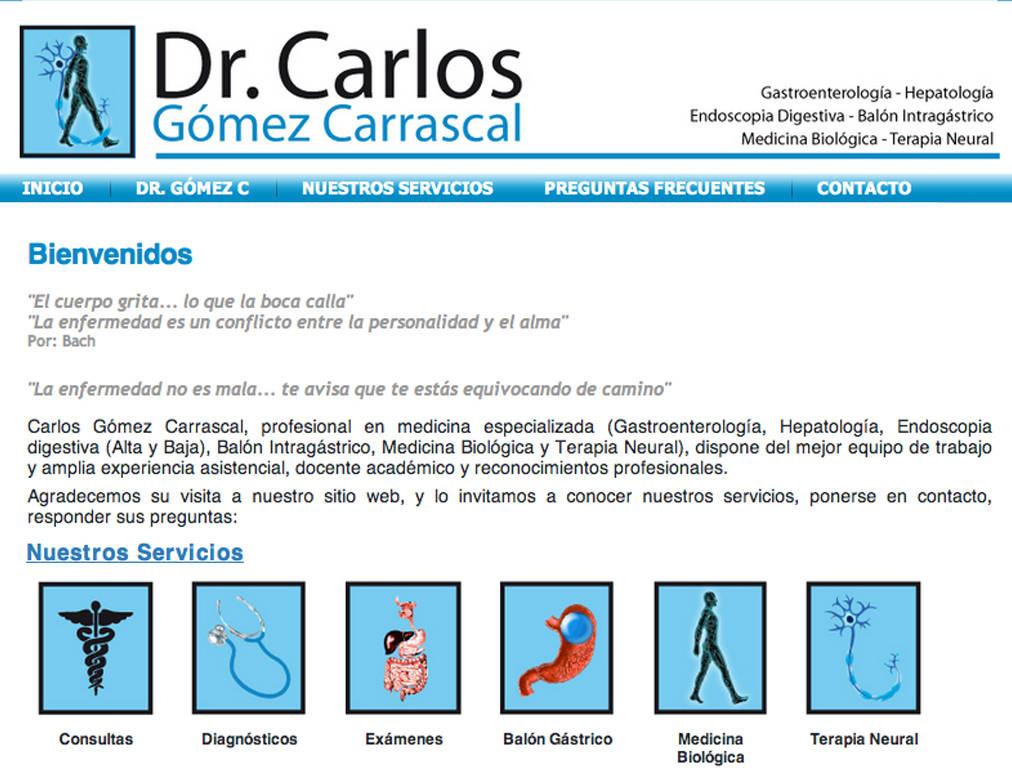 Dr. Carlos
Gómez Carrascal
Gastroenterología - Hepatología
Endoscopia Digestiva - Balón Intragástrico
Medicina Biológica - Terapia Neural
INICIO DR. GÓMEZ C NUESTROS SERVICIOS PREGUNTAS FRECUENTES CONTACTO
Bienvenidos
"El cuerpo grita... lo que la boca calla"
"La enfermedad es un conflicto entre la personalidad y el alma"
Por: Bach
"La enfermedad no es mala... te avisa que te estás equivocando de camino"
Carlos Gómez Carrascal, profesional en medicina especializada (Gastroenterología, Hepatología, Endoscopia
digestiva (Alta y Baja), Balón Intragástrico, Medicina Biológica y Terapia Neural), dispone del mejor equipo de trabajo
y amplia experiencia asistencial, docente académico y reconocimientos profesionales.
Agradecemos su visita a nuestro sitio web, y lo invitamos a conocer nuestros servicios, ponerse en contacto,
responder sus preguntas:
Nuestros Servicios
Consultas Diagnósticos Exámenes Balón Gástrico Medicina Terapia Neural
Biológica